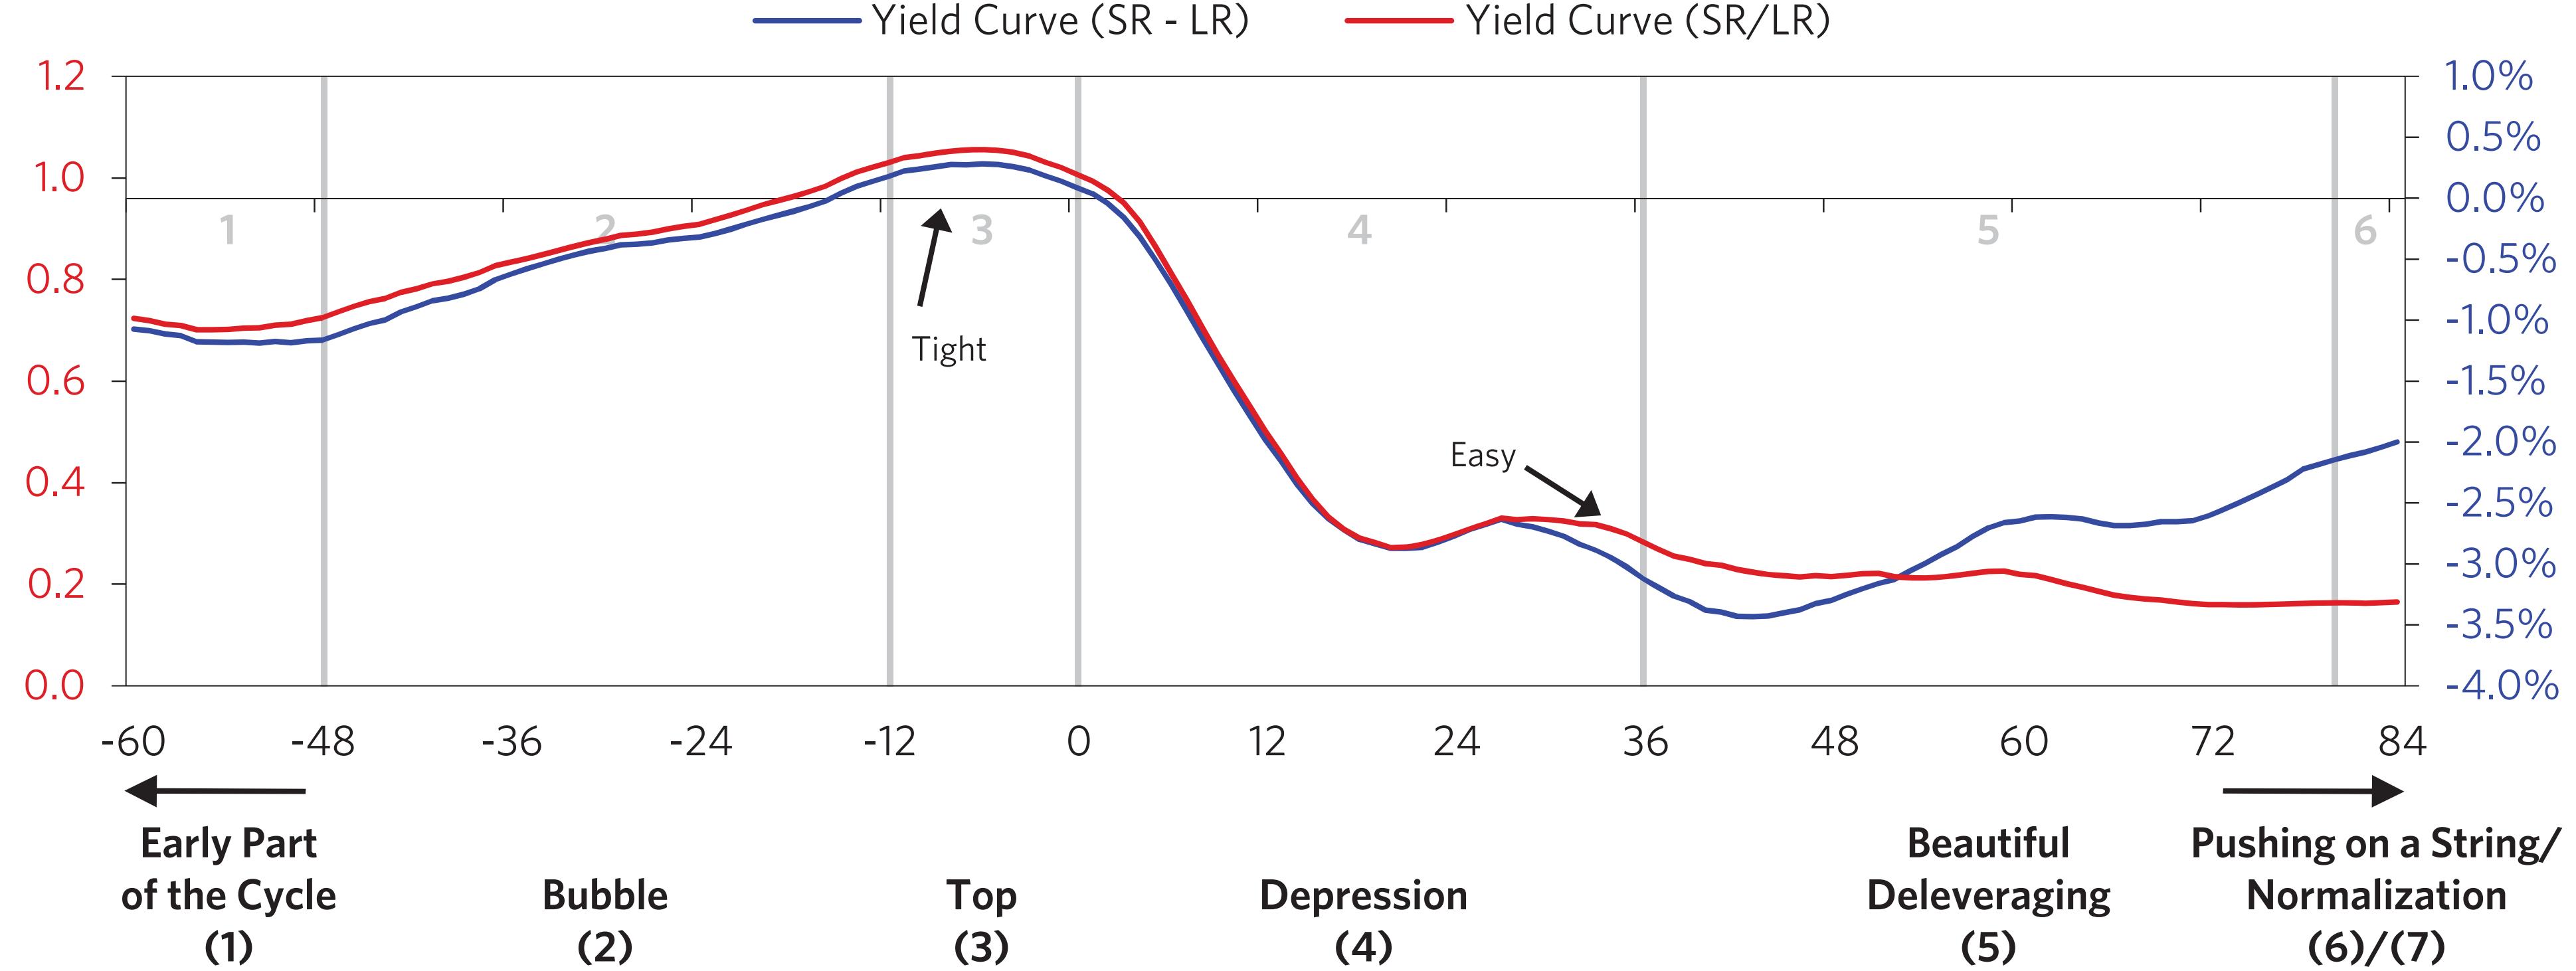 Yield Curve (SR - LR) Yield Curve (SR/LR)
1.2 1.0%
0.5%
1.0 0.0%
1 2 3 4 5 6
0.8 -0.5%
Tight -1.0%
0.6 -1.5%
Easy -2.0%
0.4 -2.5%
0.2 -3.0%
-3.5%
0.0 -4.0%
-60 -48 -36 -24 -12 0 12 24 36 48 60 72 84
Early Part
of the Cycle
(1)
Bubble
(2)
Top
(3)
Depression
(4)
Beautiful
Deleveraging
(5)
Pushing on a String/
Normalization
(6)/(7)